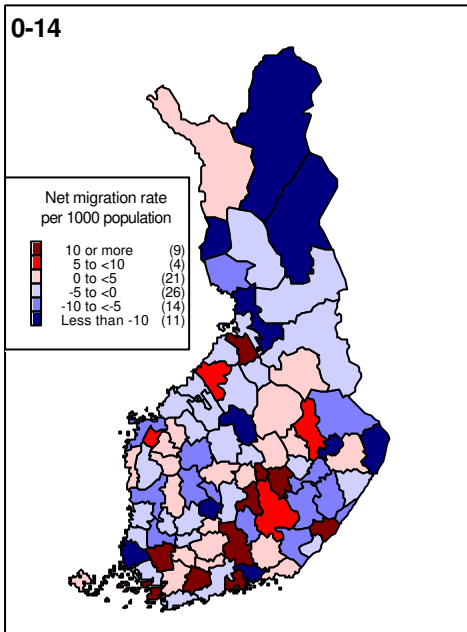 0-14
Net migration rate
per 1000 population
10 or more (9)
5 to <10 (4)
0 to <5 (21)
-5 to <0 (26)
-10 to <-5 (14)
Less than -10 (11)